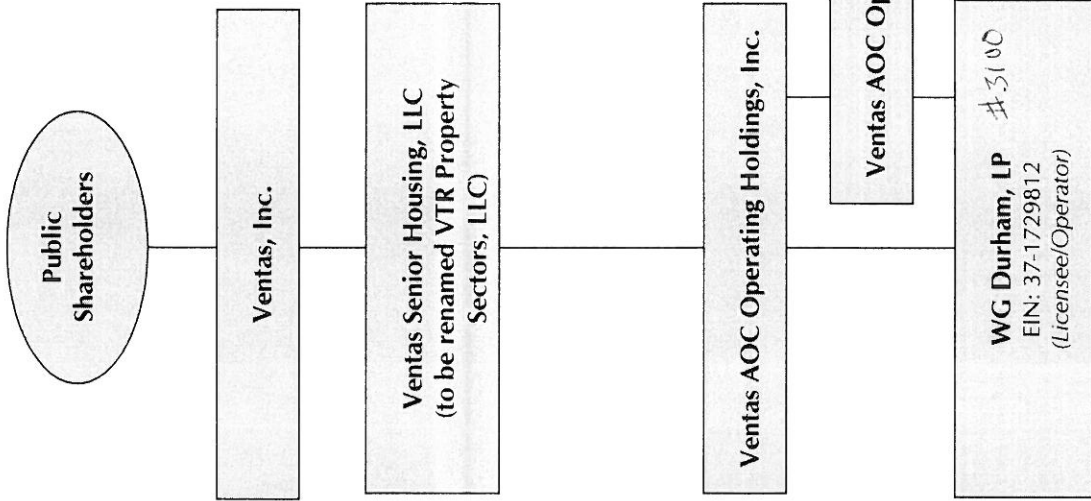 Public
Shareholders
Ventas, Inc.
Ventas Senior Housing, LLC
(to be renamed VTR Property
Sectors, LLC)
Ventas AOC Operating Holdings, Inc.
Ventas AOC Op
WG Durham, LP #3100
EIN: 37-1729812
(Licensee/Operator)